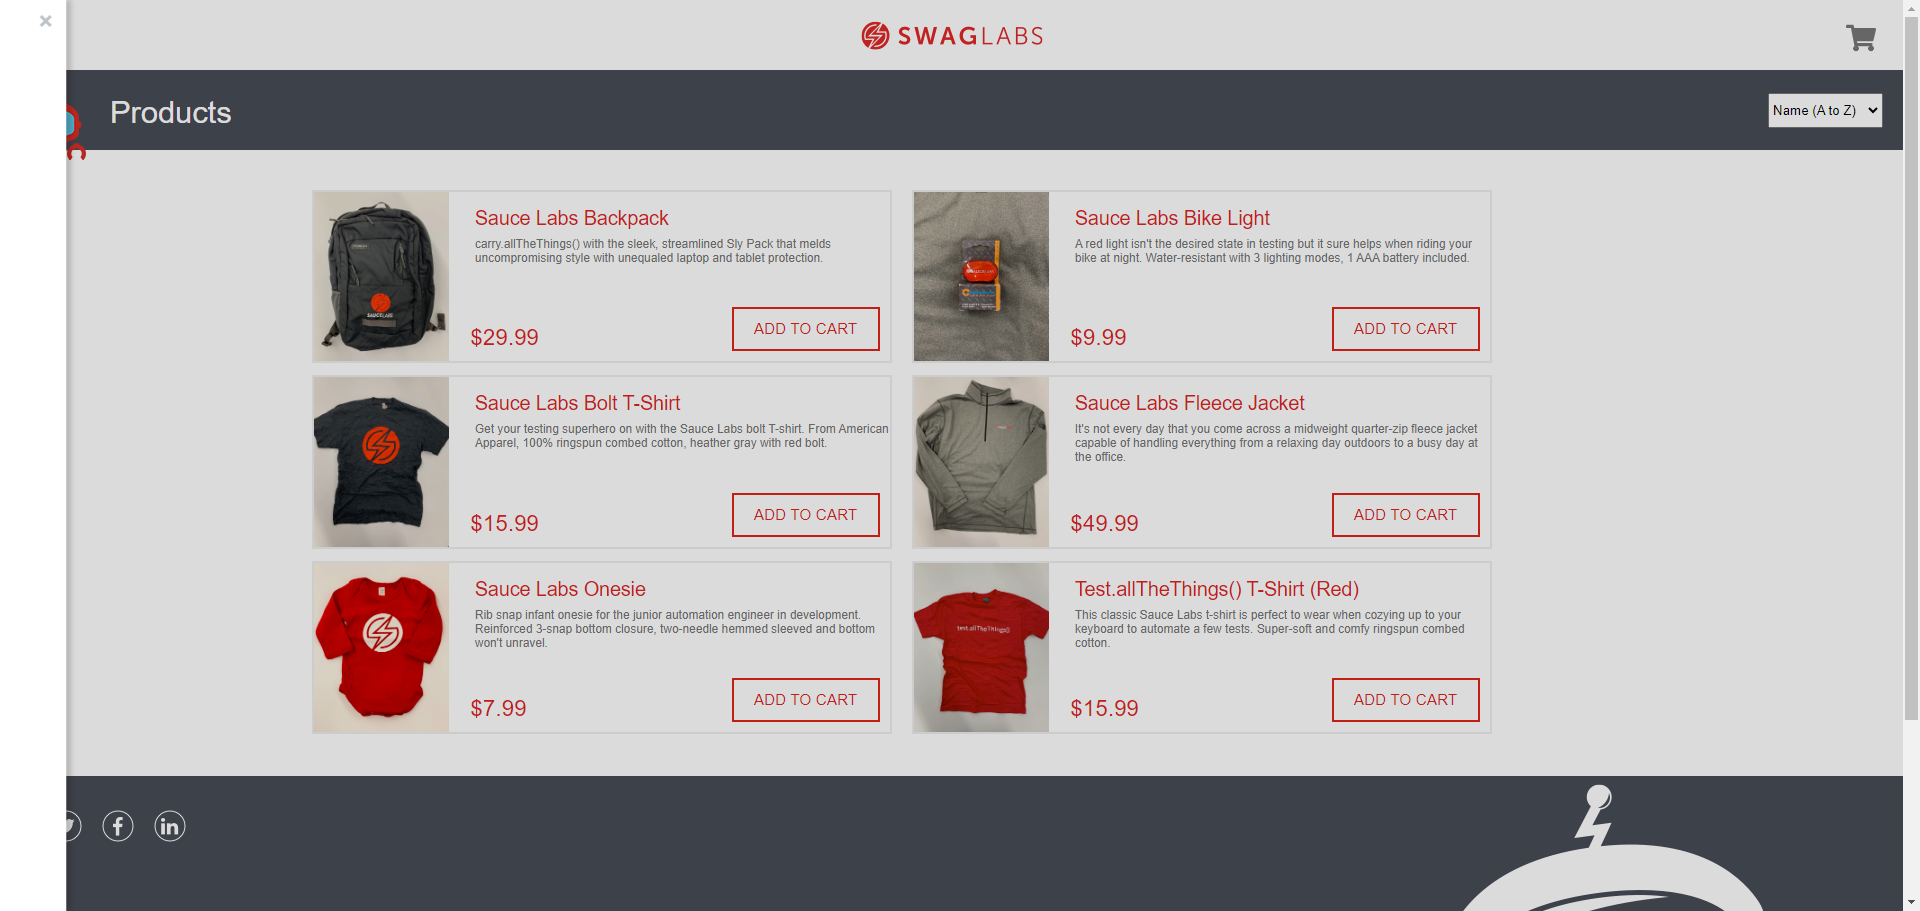 SWAGLABS
Products
Name (A to Z)
Sauce Labs Backpack
carry.allTheThings() with the sleek, streamlined Sly Pack that melds
uncompromising style with unequaled laptop and tablet protection.
$29.99
ADD TO CART
SAUCELABS
Sauce Labs Bike Light
A red light isn't the desired state in testing but it sure helps when riding your
bike at night. Water-resistant with 3 lighting modes, 1 AAA battery included.
$9.99
ADD TO CART
Sauce Labs Bolt T-Shirt
Get your testing superhero on with the Sauce Labs bolt T-shirt. From American
Apparel, 100% ringspun combed cotton, heather gray with red bolt.
$15.99
ADD TO CART
Sauce Labs Fleece Jacket
It's not every day that you come across a midweight quarter-zip fleece jacket
capable of handling everything from a relaxing day outdoors to a busy day at
the office.
$49.99
ADD TO CART
Sauce Labs Onesie
Rib snap infant onesie for the junior automation engineer in development.
Reinforced 3-snap bottom closure, two-needle hemmed sleeved and bottom
won't unravel.
$7.99
ADD TO CART
test.allTheThings()
Test.allTheThings() T-Shirt (Red)
This classic Sauce Labs t-shirt is perfect to wear when cozying up to your
keyboard to automate a few tests. Super-soft and comfy ringspun combed
cotton.
$15.99
ADD TO CART